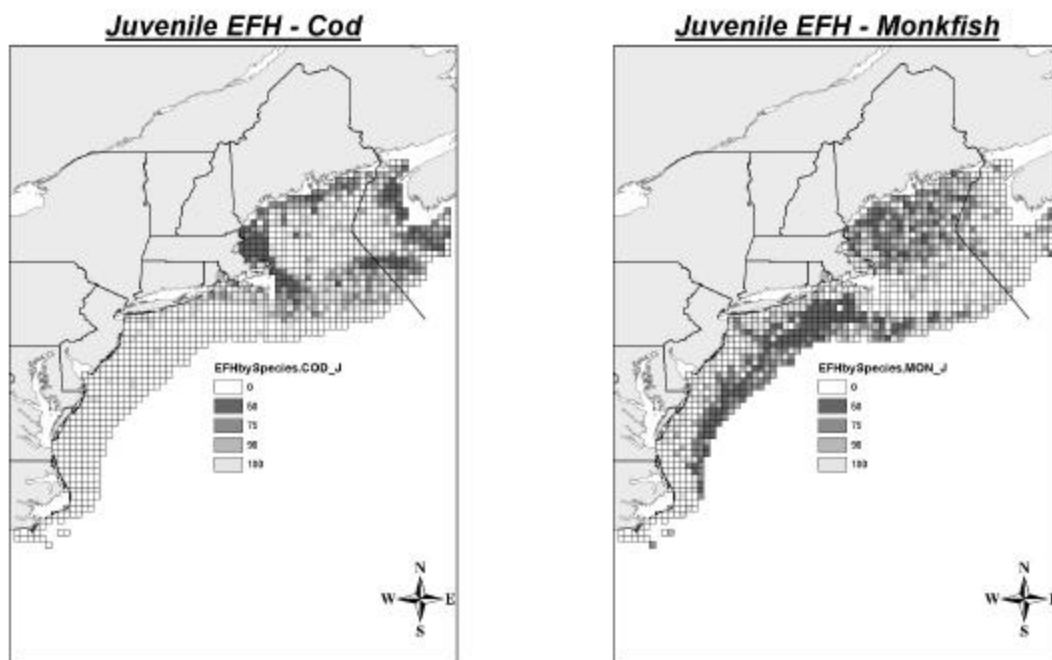 Juvenile EFH - Cod
EFHbySpecies.COD_J
0
50
75
90
100
N
W E
S
Juvenile EFH - Monkfish
EFHbySpecies.MON_J
0
50
75
90
100
N
W
S